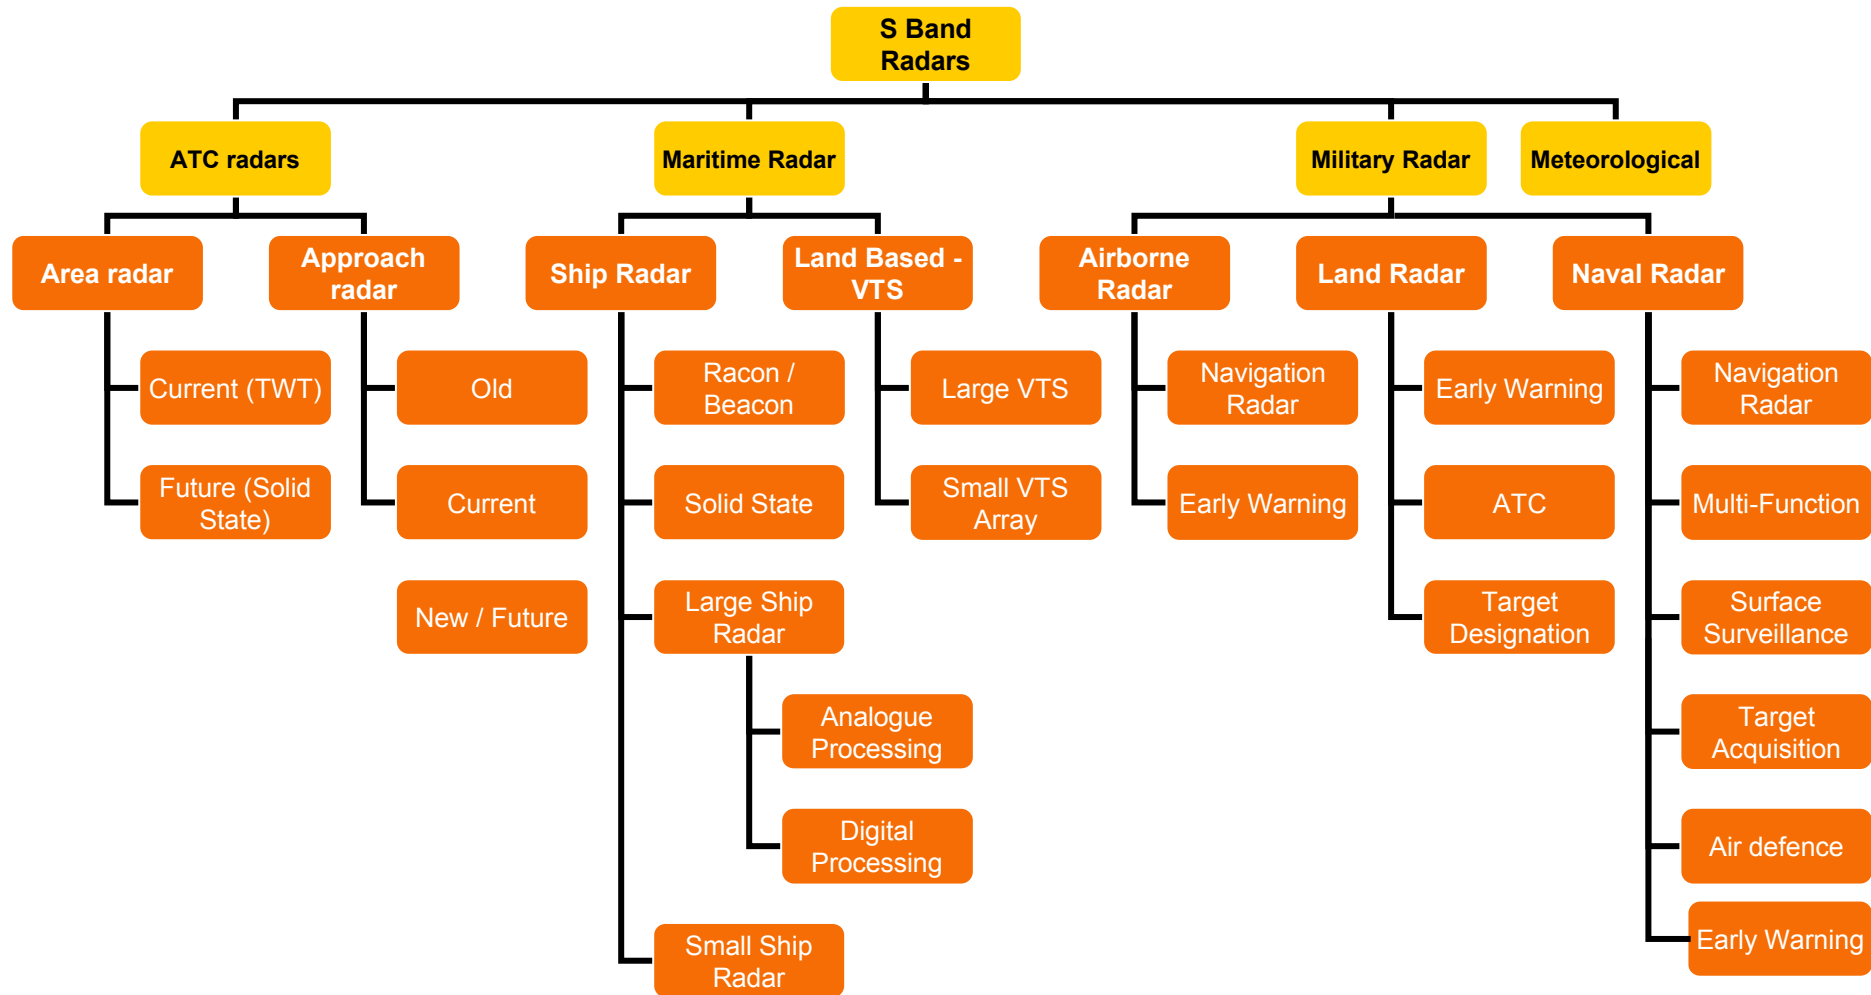 S Band
Radars
ATC radars
Maritime Radar
Military Radar
Meteorological
Area radar
Approach
radar
Ship Radar
Land Based -
VTS
Airborne
Radar
Land Radar
Naval Radar
Current (TWT)
Old
Racon /
Beacon
Large VTS
Navigation
Radar
Early Warning
Navigation
Radar
Future (Solid
State)
Current
Solid State
Small VTS
Array
Early Warning
ATC
Multi-Function
New / Future
Large Ship
Radar
Target
Designation
Surface
Surveillance
Analogue
Processing
Target
Acquisition
Digital
Processing
Air defence
Small Ship
Radar
Early Warning